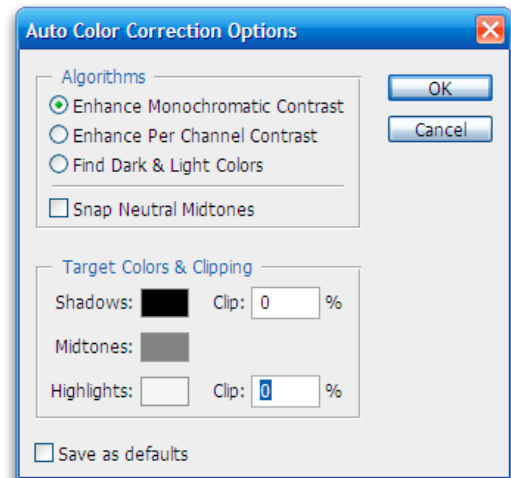 Auto Color Correction Options
Algorithms
OK
Enhance Monochromatic Contrast
Cancel
Enhance Per Channel Contrast
Find Dark & Light Colors
Snap Neutral Midtones
Target Colors & Clipping
Shadows: Clip: 0 %
Midtones:
Highlights: Clip: 0 %
Save as defaults